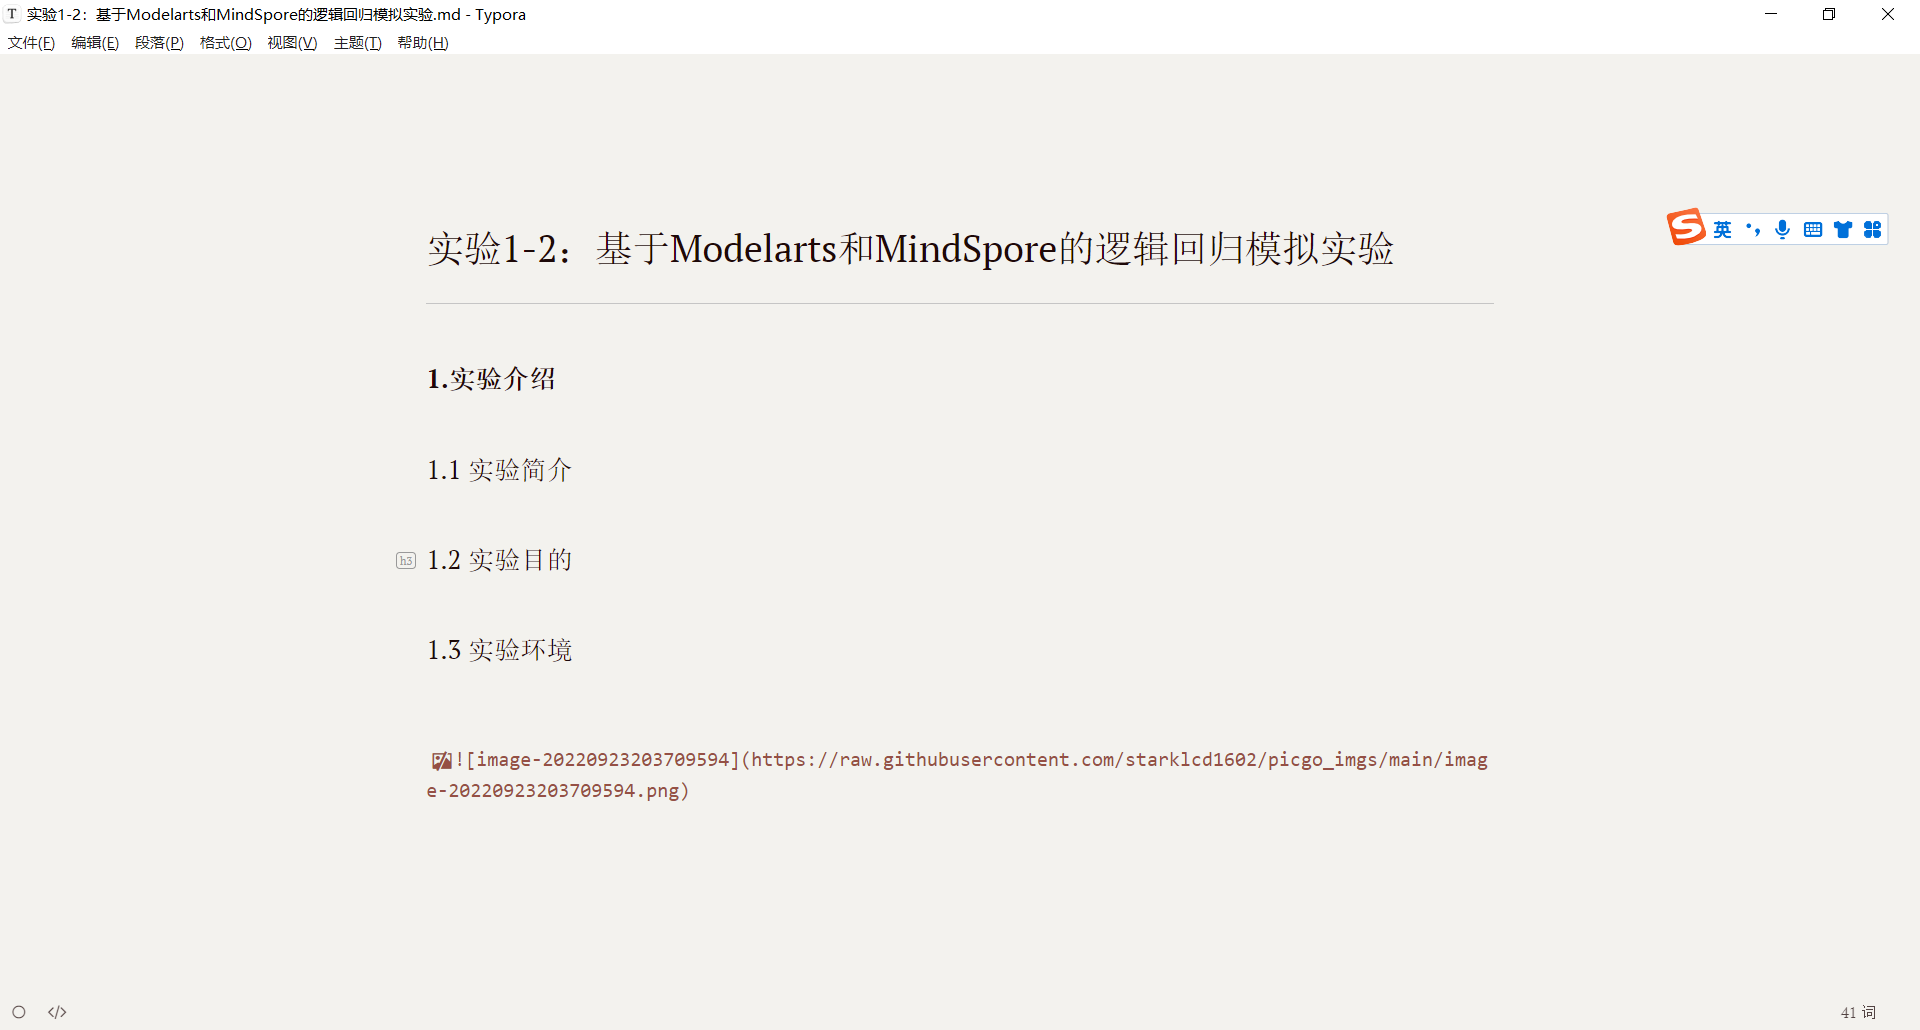 T 实验1-2：基于Modelarts和MindSpore的逻辑回归模拟实验.md - Typora
文件(F) 编辑(E) 段落(P) 格式(O) 视图(V) 主题(T) 帮助(H)
实验1-2：基于Modelarts和MindSpore的逻辑回归模拟实验
英
1.实验介绍
1.1 实验简介
h3 1.2 实验目的
1.3 实验环境
![image-20220923203709594](https://raw.githubusercontent.com/starklcd1602/picgo_imgs/main/imag
e-20220923203709594.png)
</> 41 词